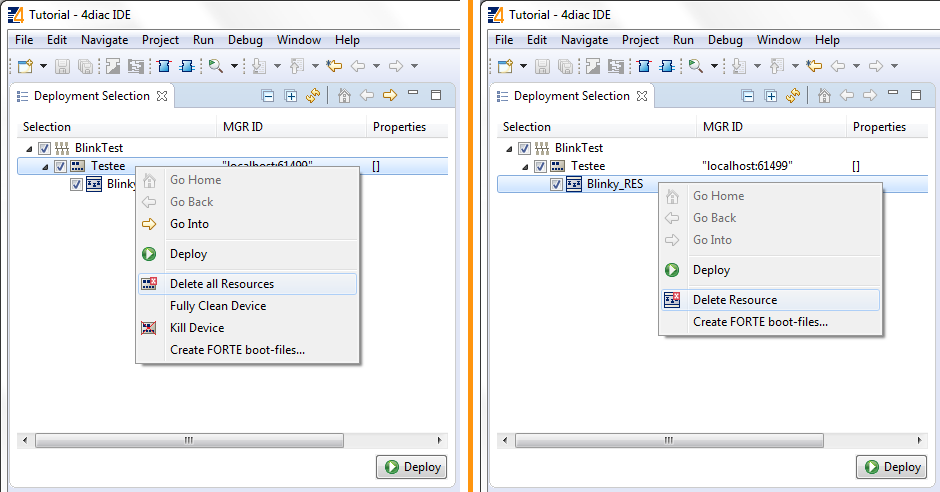 Tutorial - 4diac IDE
File Edit Navigate Project Run Debug Window Help
Deployment Selection
Selection MGR ID Properties
BlinkTest
Testee "localhost:61499" []
Blinky
Go Home
Go Back
Go Into
Deploy
Delete all Resources
Fully Clean Device
Kill Device
Create FORTE boot-files...
Deploy
Tutorial - 4diac IDE
File Edit Navigate Project Run Debug Window Help
Deployment Selection
Selection MGR ID Properties
BlinkTest
Testee "localhost:61499" []
Blinky_RES
Go Home
Go Back
Go Into
Deploy
Delete Resource
Create FORTE boot-files...
Deploy